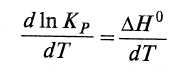 d ln K_P / dT = ΔH^0 / dT